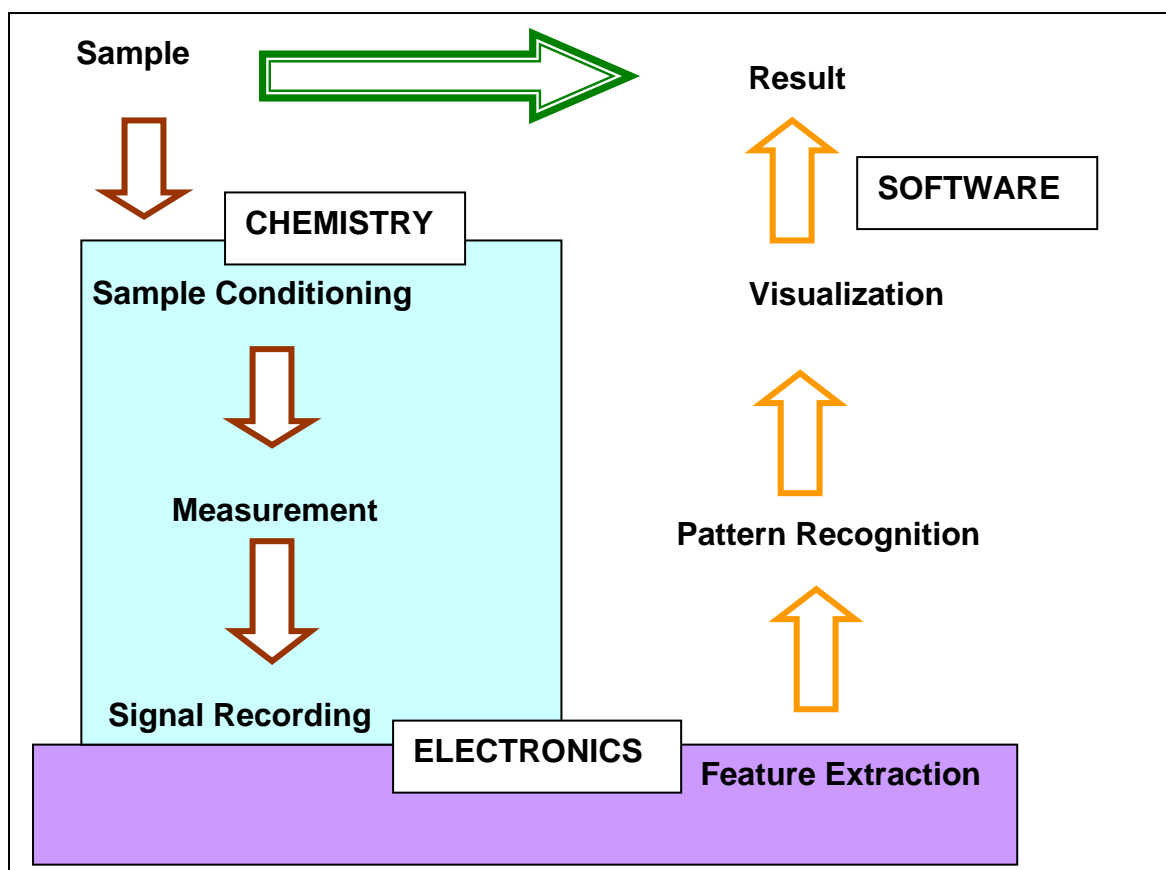 Sample
Result
SOFTWARE
CHEMISTRY
Sample Conditioning
Visualization
Measurement
Pattern Recognition
Signal Recording
ELECTRONICS
Feature Extraction